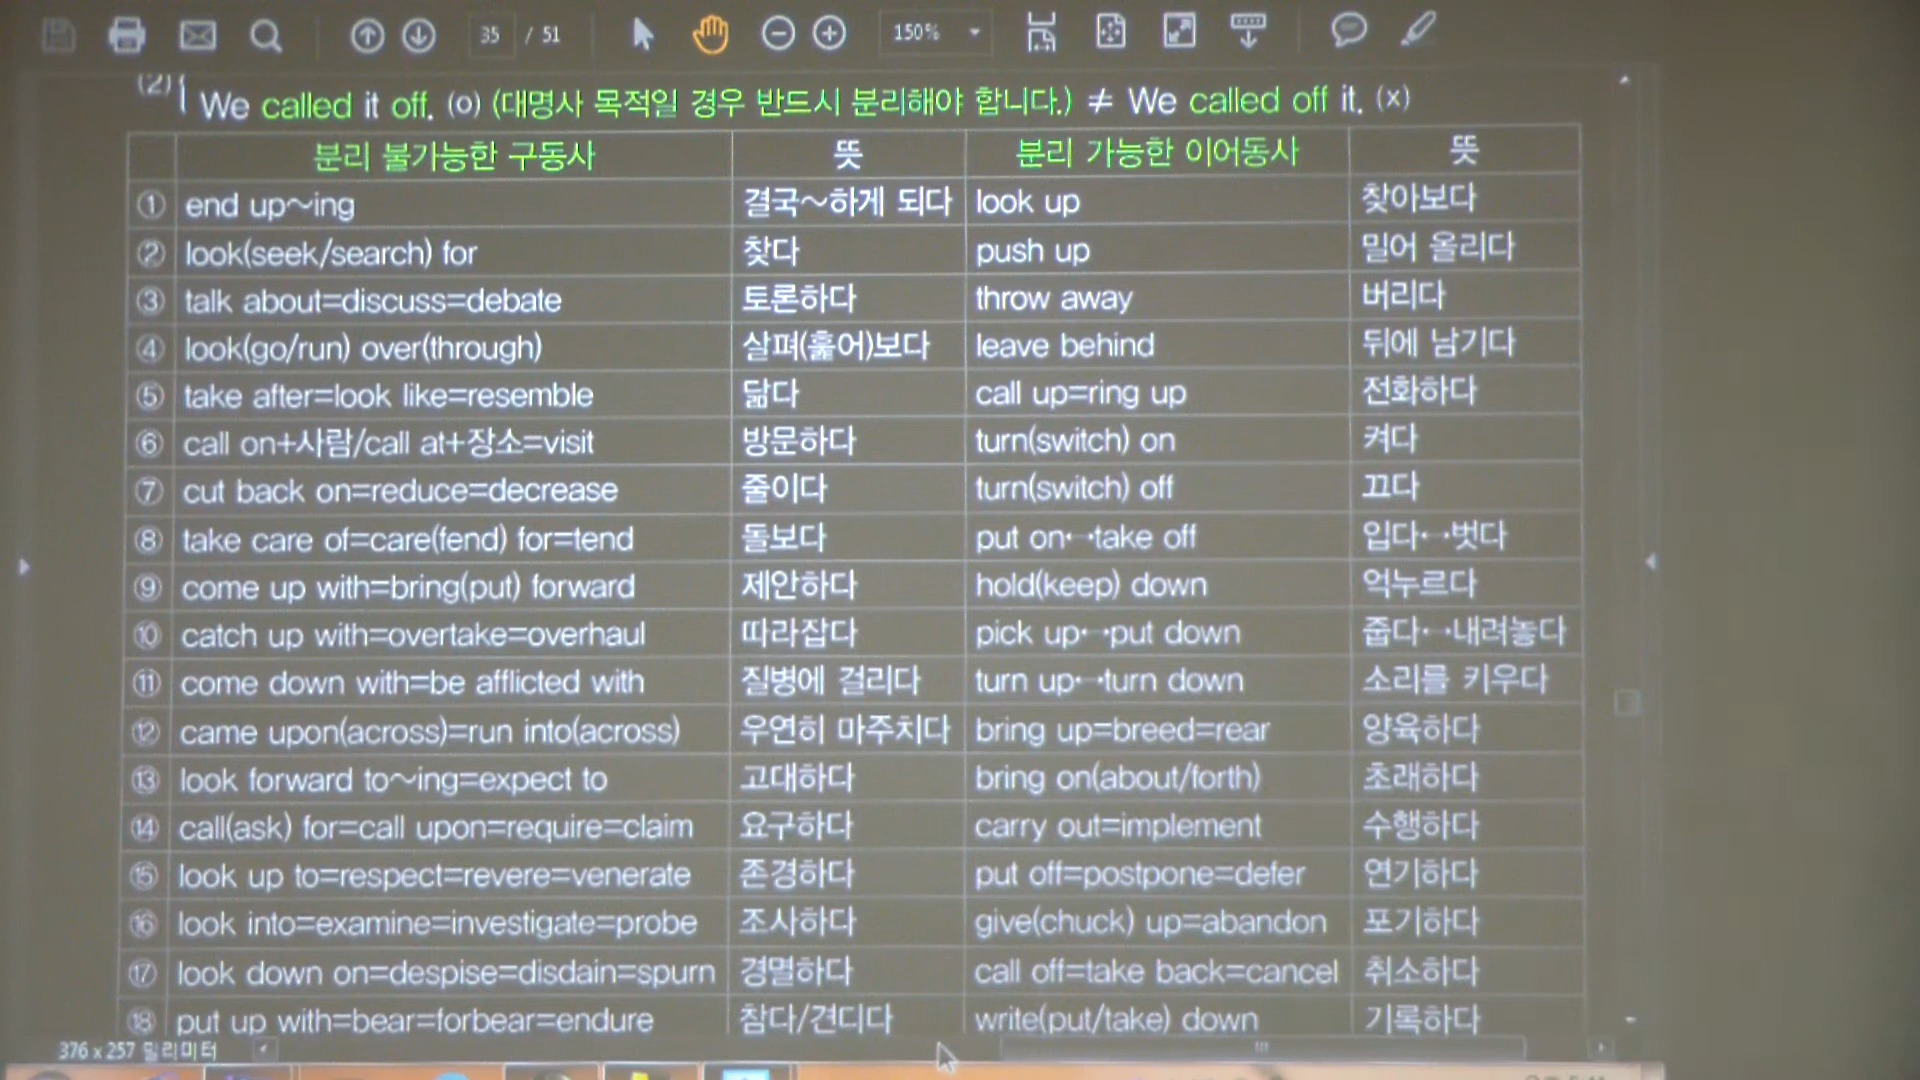 35 / 51 150%
(2)
We called it off. (o) (대명사 목적일 경우 반드시 분리해야 합니다.) ≠ We called off it. (x)
분리 불가능한 구동사 뜻 분리 가능한 이어동사 뜻
① end up~ing 결국~하게 되다 look up 찾아보다
② look(seek/search) for 찾다 push up 밀어 올리다
③ talk about=discuss=debate 토론하다 throw away 버리다
④ look(go/run) over(through) 살펴(훑어)보다 leave behind 뒤에 남기다
⑤ take after=look like=resemble 닮다 call up=ring up 전화하다
⑥ call on+사람/call at+장소=visit 방문하다 turn(switch) on 켜다
⑦ cut back on=reduce=decrease 줄이다 turn(switch) off 끄다
⑧ take care of=care(fend) for=tend 돌보다 put on↔take off 입다↔벗다
⑨ come up with=bring(put) forward 제안하다 hold(keep) down 억누르다
⑩ catch up with=overtake=overhaul 따라잡다 pick up↔put down 줍다↔내려놓다
⑪ come down with=be afflicted with 질병에 걸리다 turn up↔turn down 소리를 키우다
⑫ came upon(across)=run into(across) 우연히 마주치다 bring up=breed=rear 양육하다
⑬ look forward to~ing=expect to 고대하다 bring on(about/forth) 초래하다
⑭ call(ask) for=call upon=require=claim 요구하다 carry out=implement 수행하다
⑮ look up to=respect=revere=venerate 존경하다 put off=postpone=defer 연기하다
⑯ look into=examine=investigate=probe 조사하다 give(chuck) up=abandon 포기하다
⑰ look down on=despise=disdain=spurn 경멸하다 call off=take back=cancel 취소하다
⑱ put up with=bear=forbear=endure 참다/견디다 write(put/take) down 기록하다
376 x 257 밀리미터